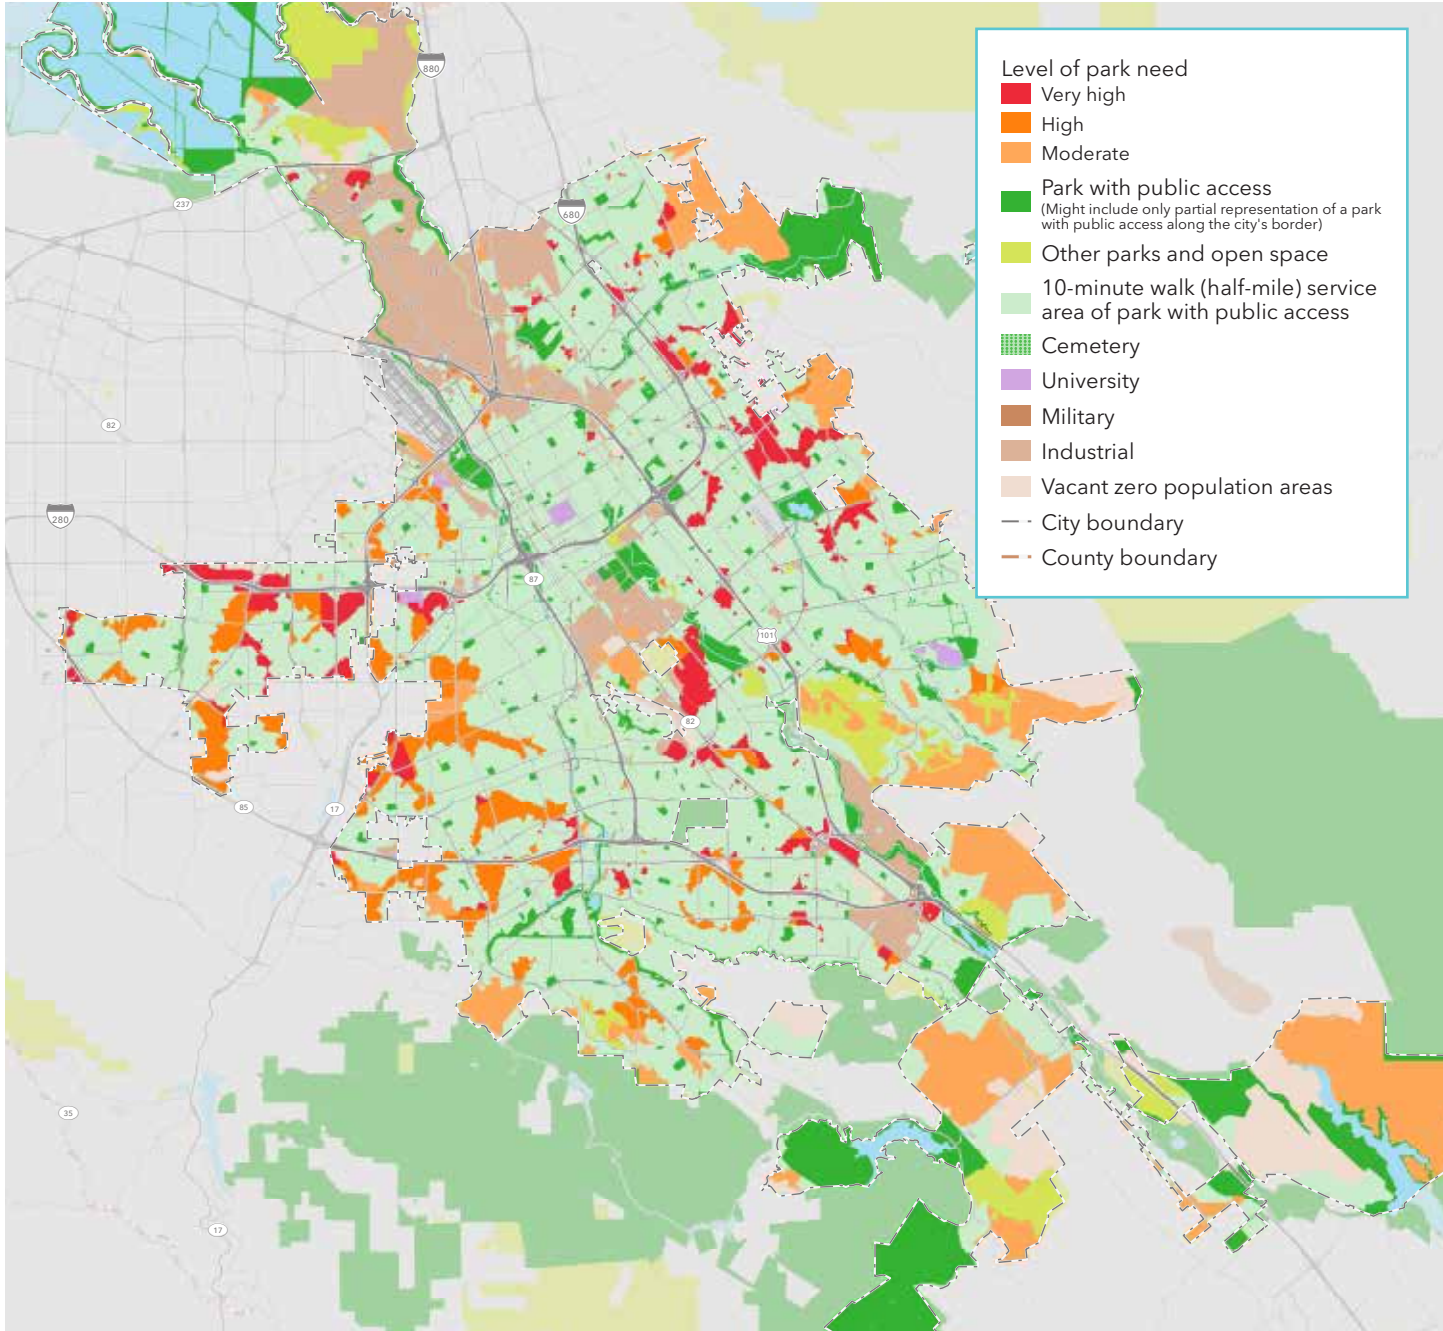 Level of park need
Very high
High
Moderate
Park with public access
(Might include only partial representation of a park
with public access along the city's border)
Other parks and open space
10-minute walk (half-mile) service
area of park with public access
Cemetery
University
Military
Industrial
Vacant zero population areas
City boundary
County boundary
880
237
680
82
280
87
101
82
85
17
35
17